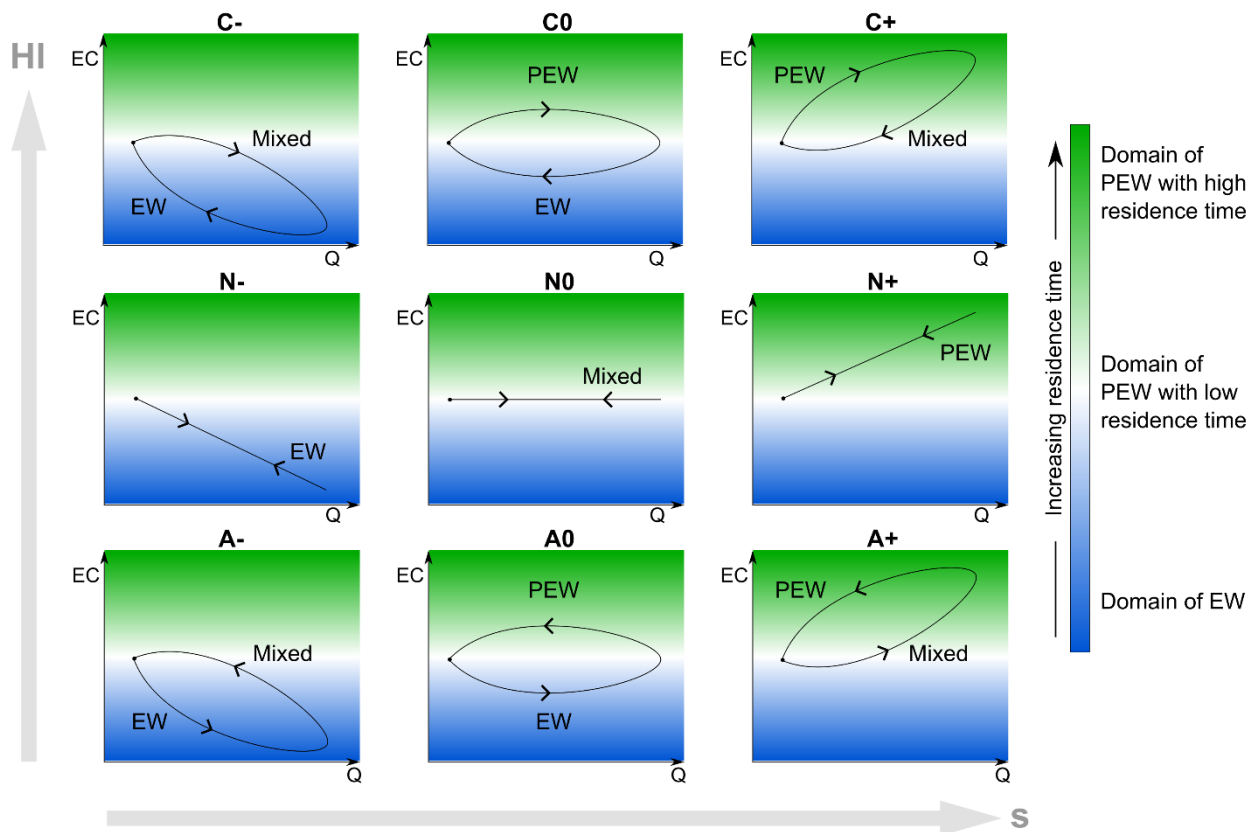 HI
C-
EC
Mixed
EW
Q
C0
PEW
EW
Q
C+
EC
PEW
Mixed
Q
N-
EC
EW
Q
N0
EC
Mixed
Q
N+
EC
PEW
Q
A-
EC
Mixed
EW
Q
A0
EC
PEW
EW
Q
A+
EC
PEW
Mixed
Q
s
Increasing residence time
Domain of
PEW with high
residence time
Domain of
PEW with low
residence time
Domain of EW